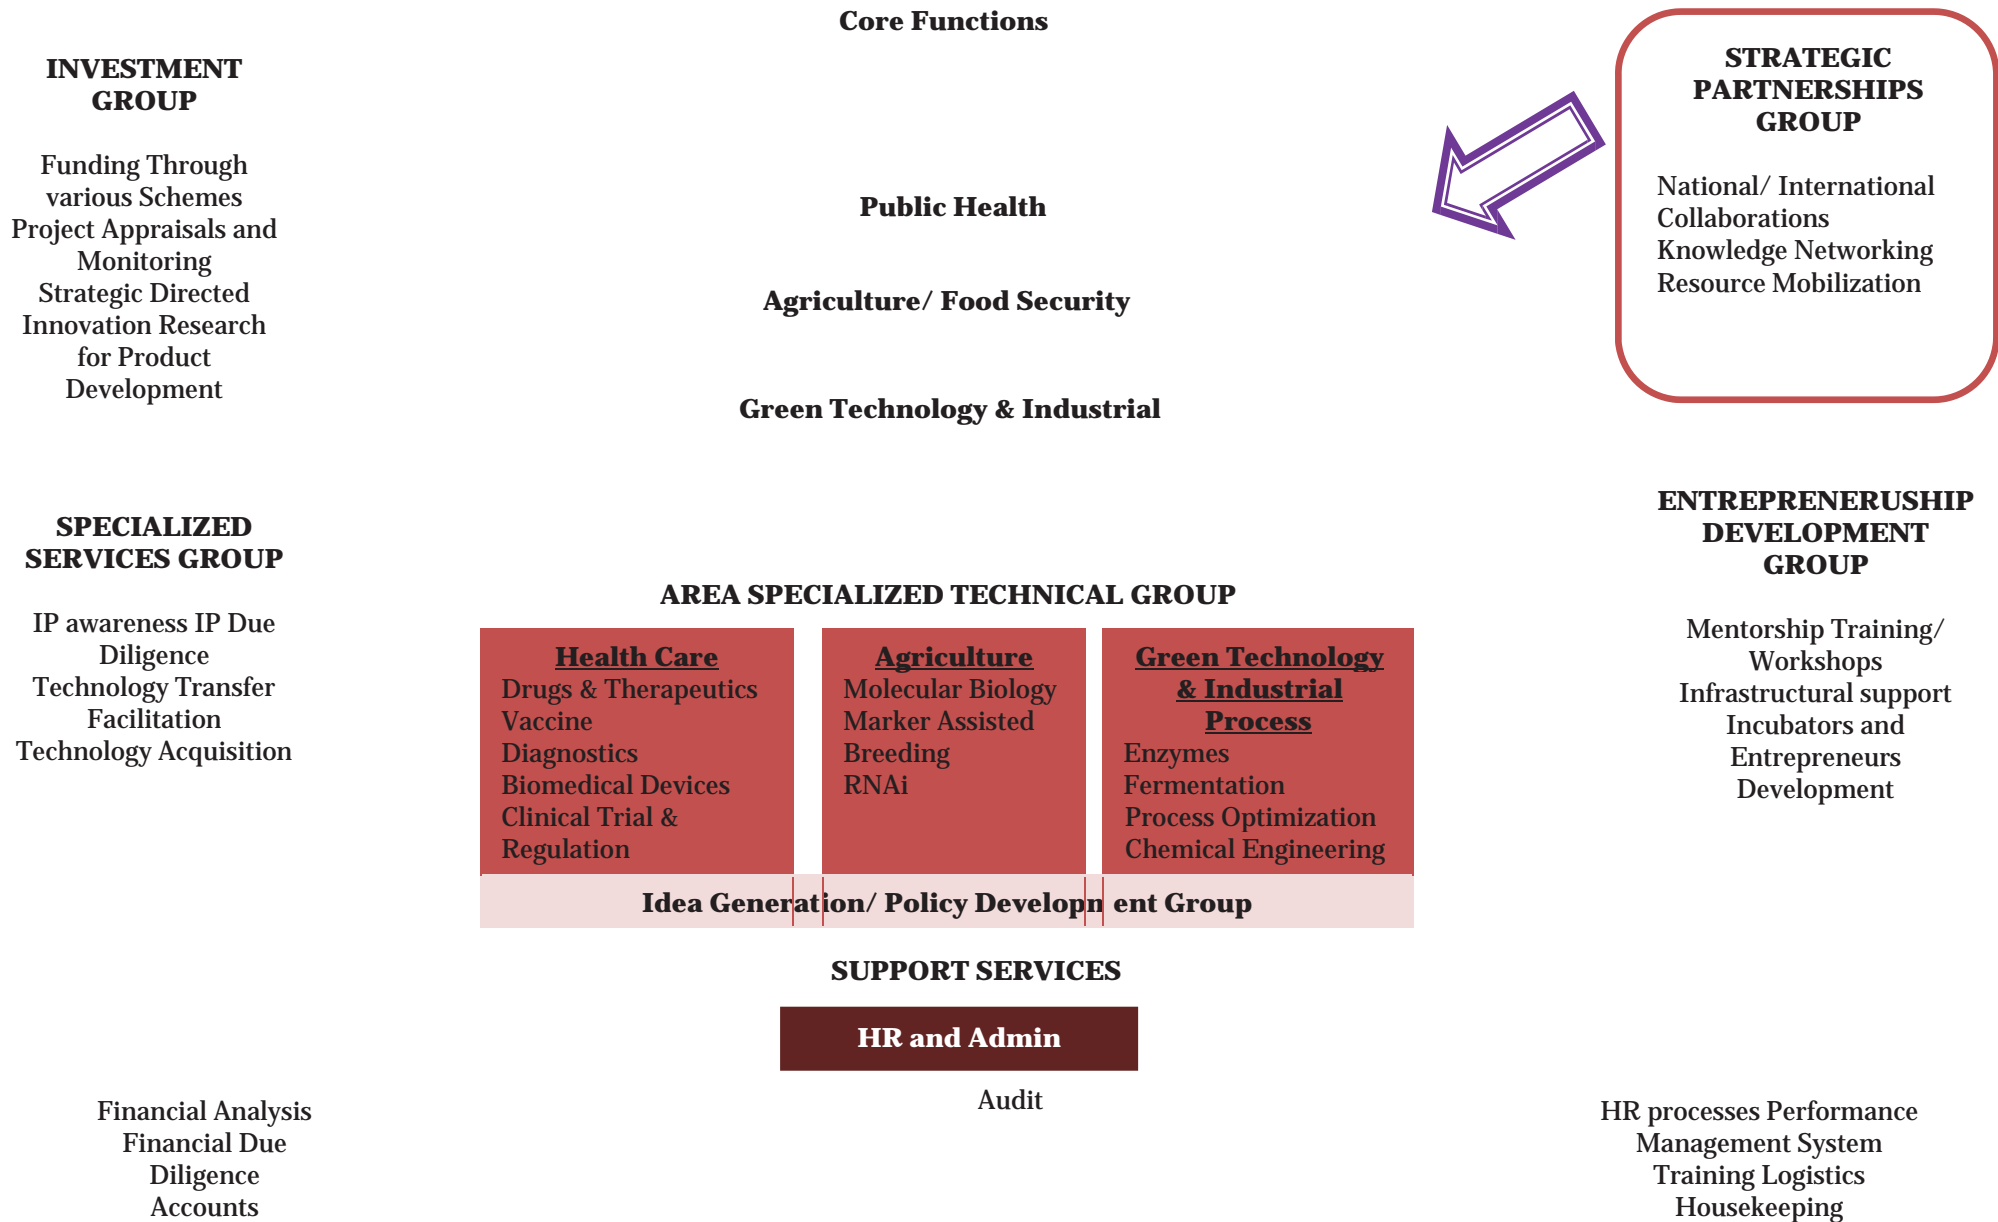 Core Functions
INVESTMENT
GROUP
Funding Through
various Schemes
Project Appraisals and
Monitoring
Strategic Directed
Innovation Research
for Product
Development
Public Health
Agriculture/ Food Security
Green Technology & Industrial
STRATEGIC
PARTNERSHIPS
GROUP
National/ International
Collaborations
Knowledge Networking
Resource Mobilization
SPECIALIZED
SERVICES GROUP
IP awareness IP Due
Diligence
Technology Transfer
Facilitation
Technology Acquisition
AREA SPECIALIZED TECHNICAL GROUP
Health Care
Drugs & Therapeutics
Vaccine
Diagnostics
Biomedical Devices
Clinical Trial &
Regulation
Agriculture
Molecular Biology
Marker Assisted
Breeding
RNAi
Green Technology
& Industrial
Process
Enzymes
Fermentation
Process Optimization
Chemical Engineering
Idea Generation/ Policy Development Group
ENTREPRENERUSHIP
DEVELOPMENT
GROUP
Mentorship Training/
Workshops
Infrastructural support
Incubators and
Entrepreneurs
Development
SUPPORT SERVICES
HR and Admin
Audit
Financial Analysis
Financial Due
Diligence
Accounts
HR processes Performance
Management System
Training Logistics
Housekeeping